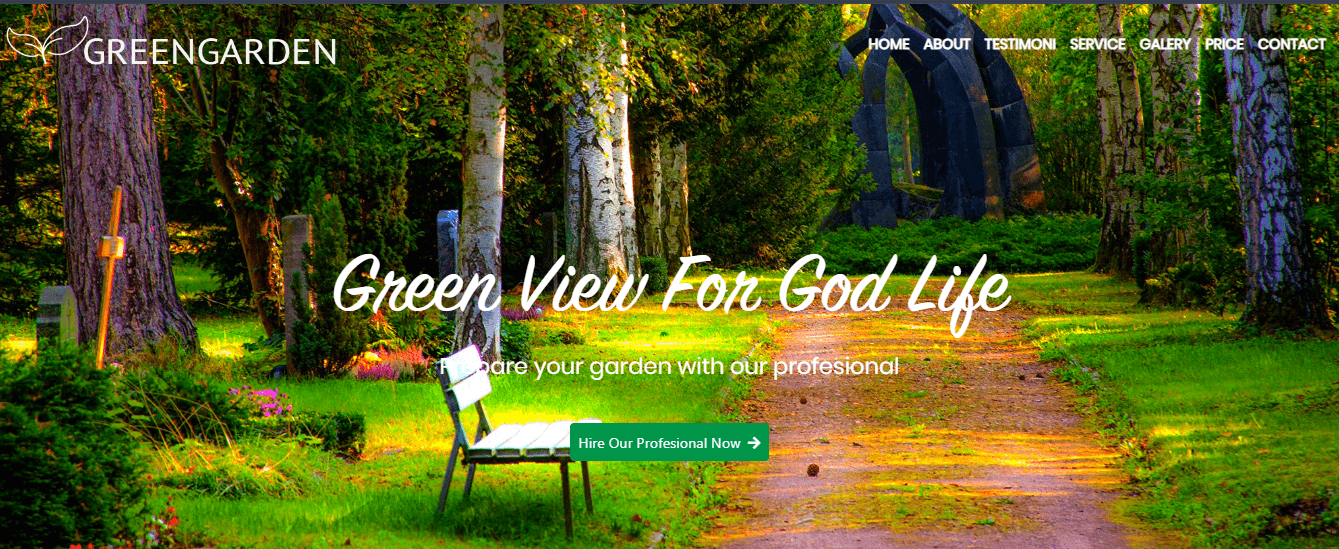 GREENGARDEN
HOME ABOUT TESTIMONI SERVICE GALERY PRICE CONTACT
Green View For God Life
Prepare your garden with our profesional
Hire Our Profesional Now